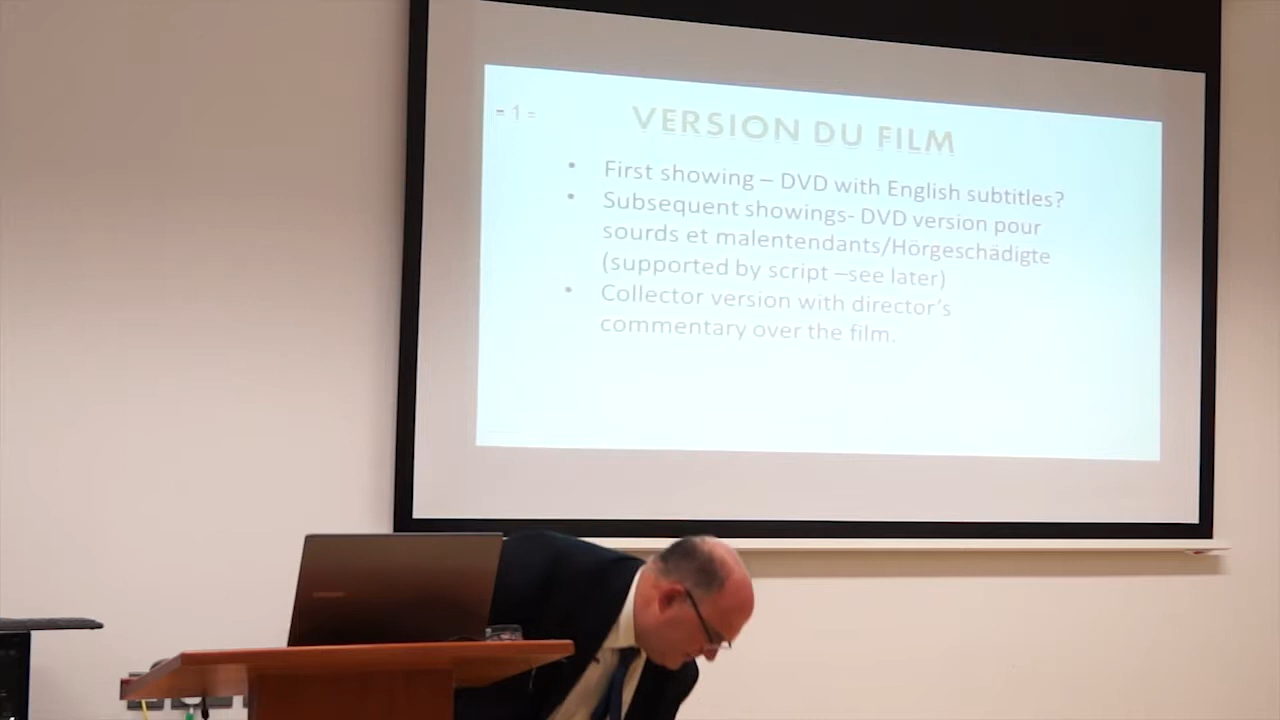 = 1 =
VERSION DU FILM
• First showing – DVD with English subtitles?
• Subsequent showings- DVD version pour
sourds et malentendants/Hörgeschädigte
(supported by script –see later)
• Collector version with director's
commentary over the film.